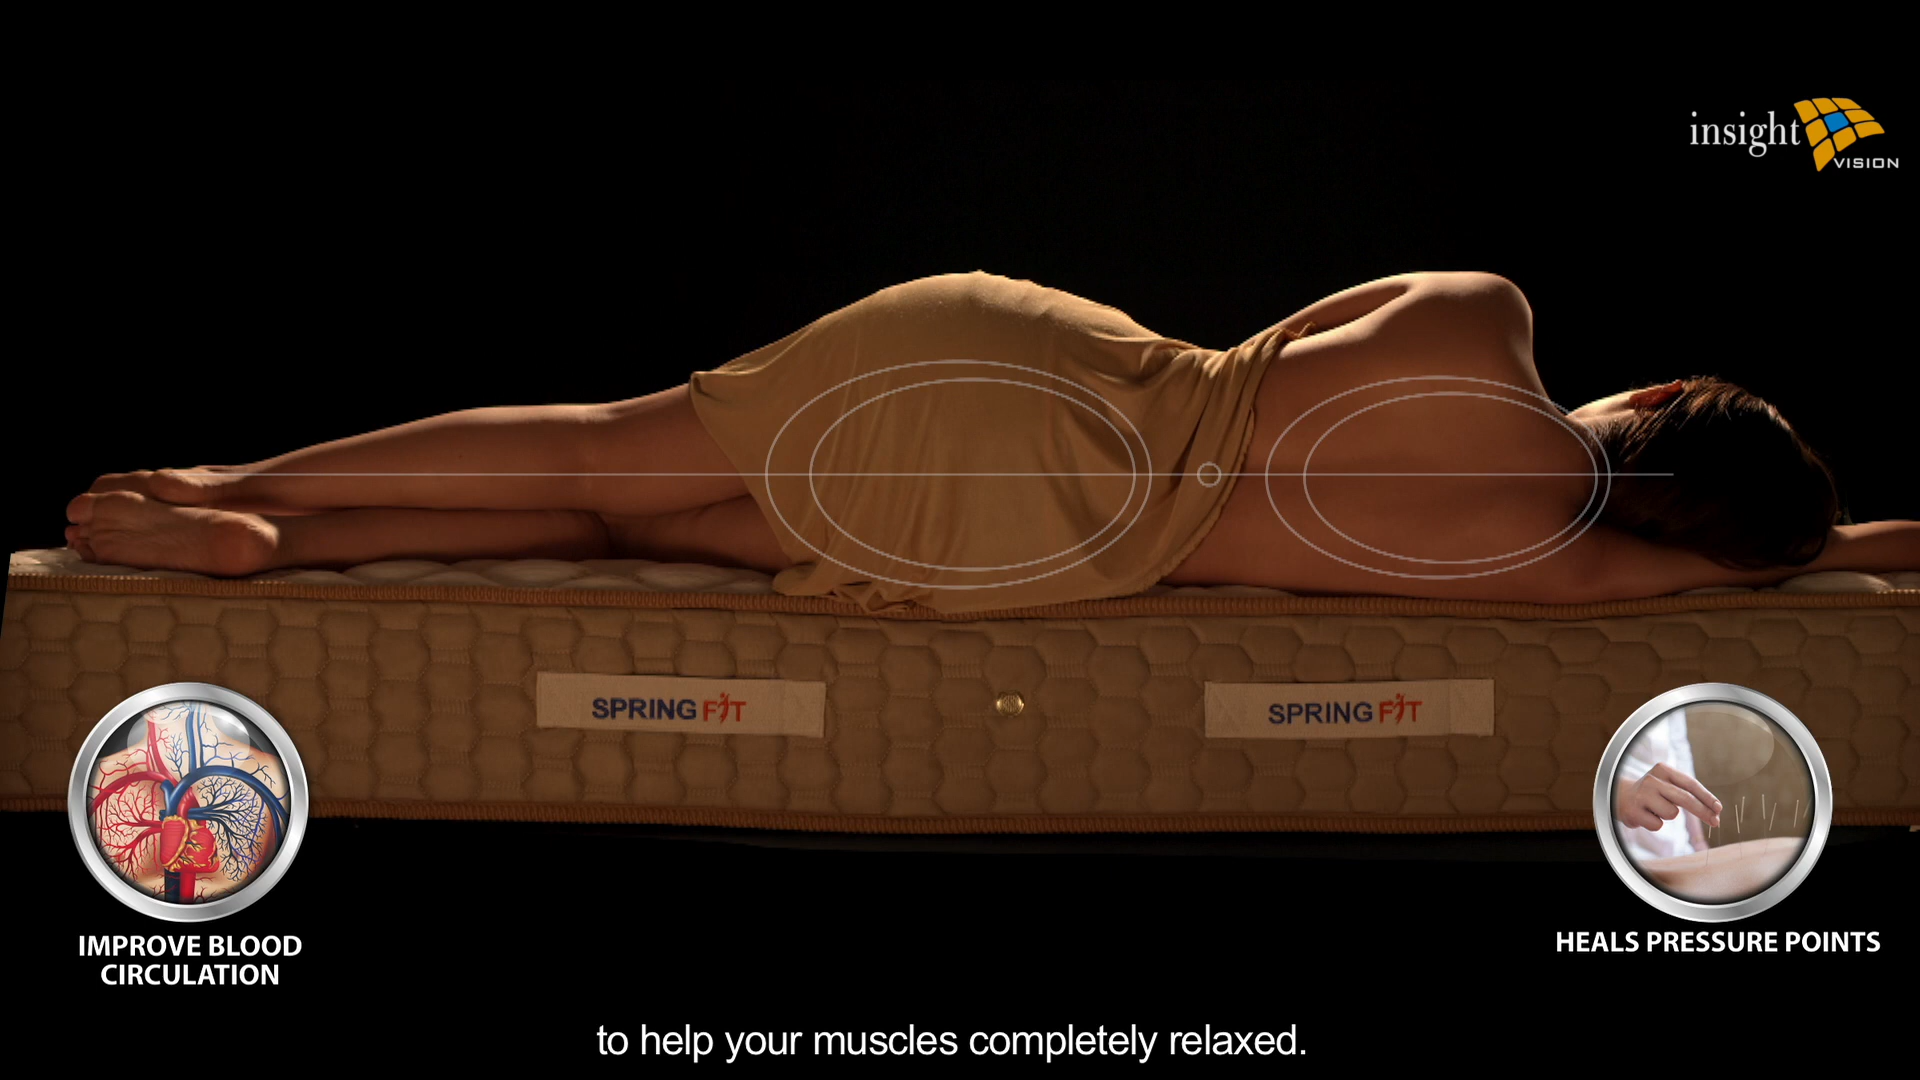 insight
VISION
SPRING FIT
SPRING FIT
IMPROVE BLOOD
CIRCULATION
HEALS PRESSURE POINTS
to help your muscles completely relaxed.